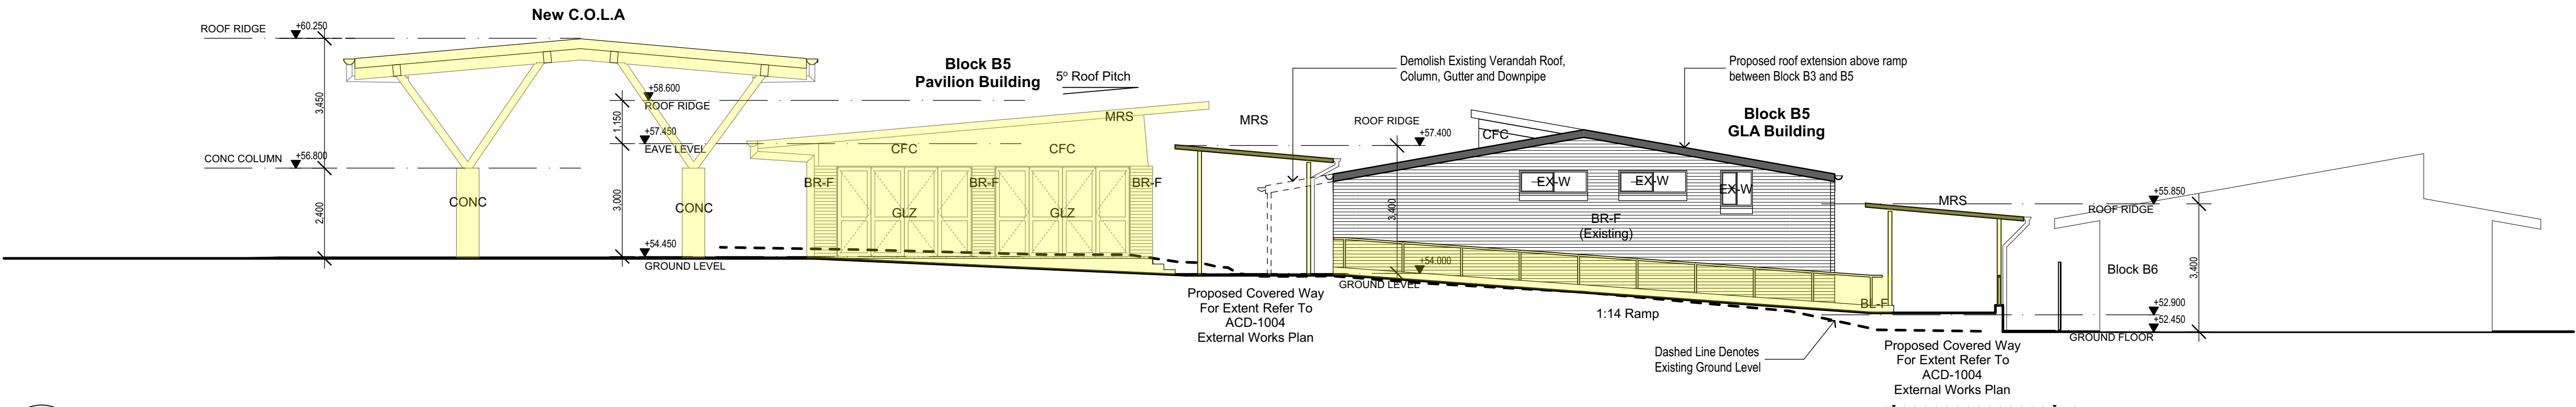 New C.O.L.A
ROOF RIDGE
+60.250
3,450
CONC COLUMN
+56.800
2,400
CONC
CONC
+58.600
ROOF RIDGE
1,150
+57.450
EAVE LEVEL
3,000
+54.450
GROUND LEVEL
Block B5
Pavilion Building
5º Roof Pitch
MRS
CFC
CFC
BR-F
BR-F
BR-F
GLZ
GLZ
MRS
Demolish Existing Verandah Roof,
Column, Gutter and Downpipe
ROOF RIDGE
+57.400
CFC
3,400
+54.000
GROUND LEVEL
Proposed roof extension above ramp
between Block B3 and B5
Block B5
GLA Building
EX-W
EX-W
EX-W
BR-F
(Existing)
BL-F
1:14 Ramp
Proposed Covered Way
For Extent Refer To
ACD-1004
External Works Plan
Dashed Line Denotes
Existing Ground Level
MRS
+55.850
ROOF RIDGE
Block B6
3,400
+52.900
+52.450
GROUND FLOOR
Proposed Covered Way
For Extent Refer To
ACD-1004
External Works Plan